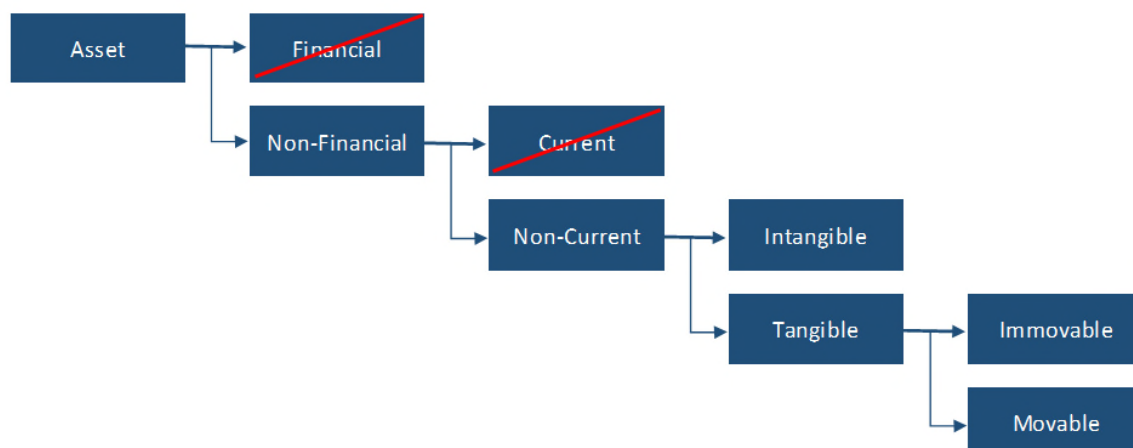 Asset
Financial
Non-Financial
Current
Non-Current
Intangible
Tangible
Immovable
Movable